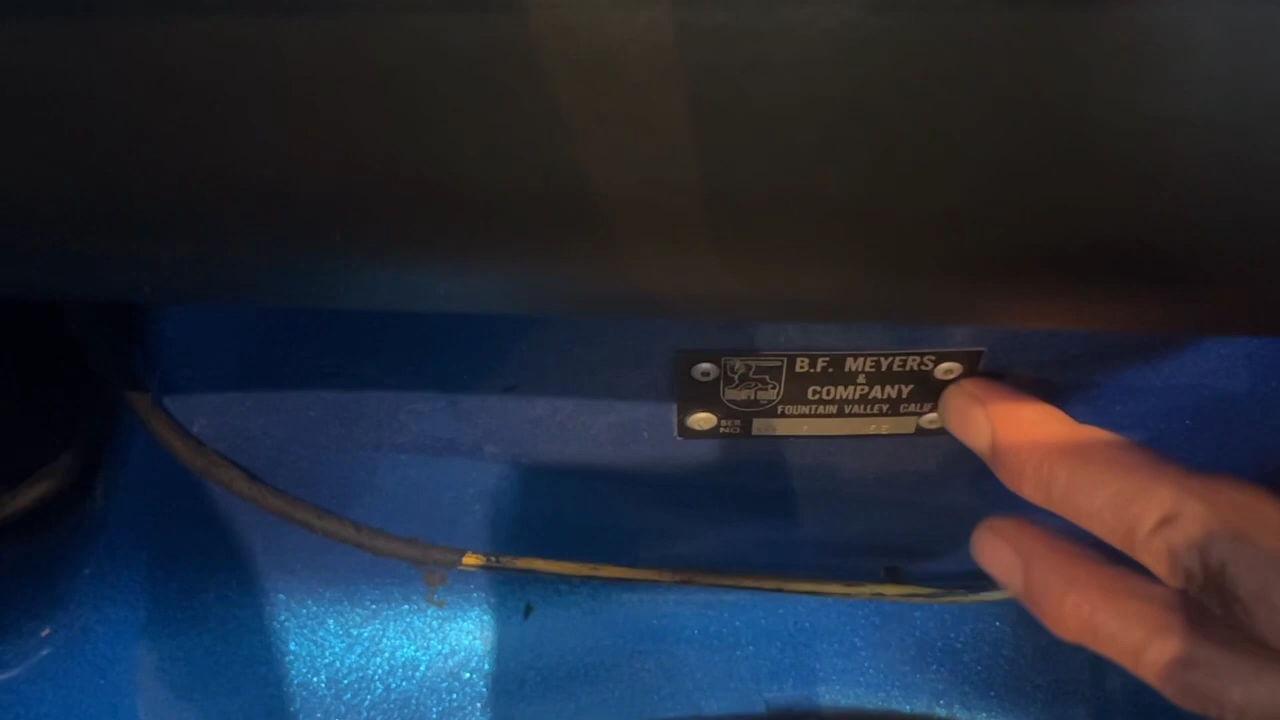 B.F. MEYERS
&
COMPANY
FOUNTAIN VALLEY, CALIF.
SER.
NO.